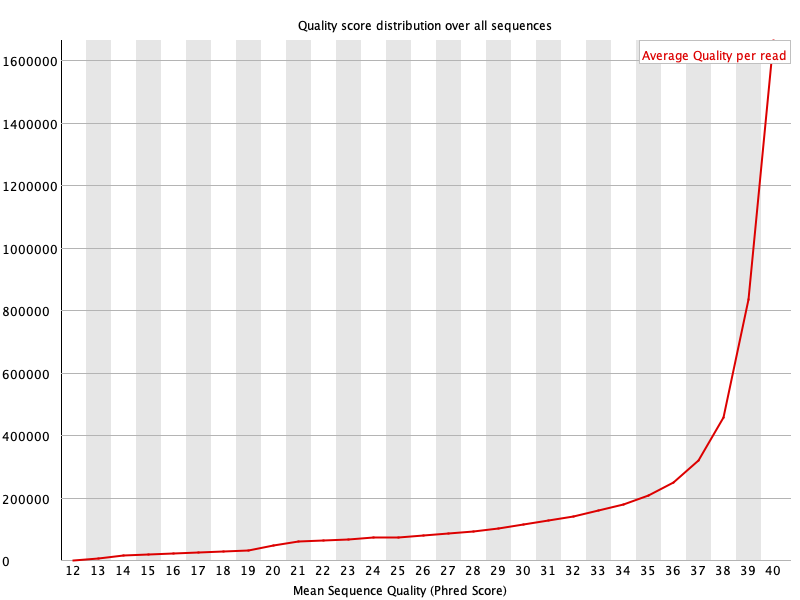 Quality score distribution over all sequences
Average Quality per read
1600000
1400000
1200000
1000000
800000
600000
400000
200000
0
12 13 14 15 16 17 18 19 20 21 22 23 24 25 26 27 28 29 30 31 32 33 34 35 36 37 38 39 40
Mean Sequence Quality (Phred Score)